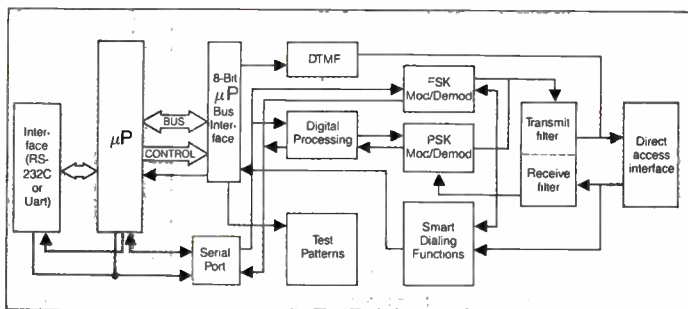 Inter-
face
(RS-
232C
or
Uart)
µP
BUS
CONTROL
8-Bit
µP
Bus
Inter-
face
Serial
Port
DTMF
Digital
Processing
Test
Patterns
FSK
Mod/Demod
PSK
Moc/Demod
Smart
Dialing
Functions
Transmit
filter
Receive
filter
Direct
access
interface